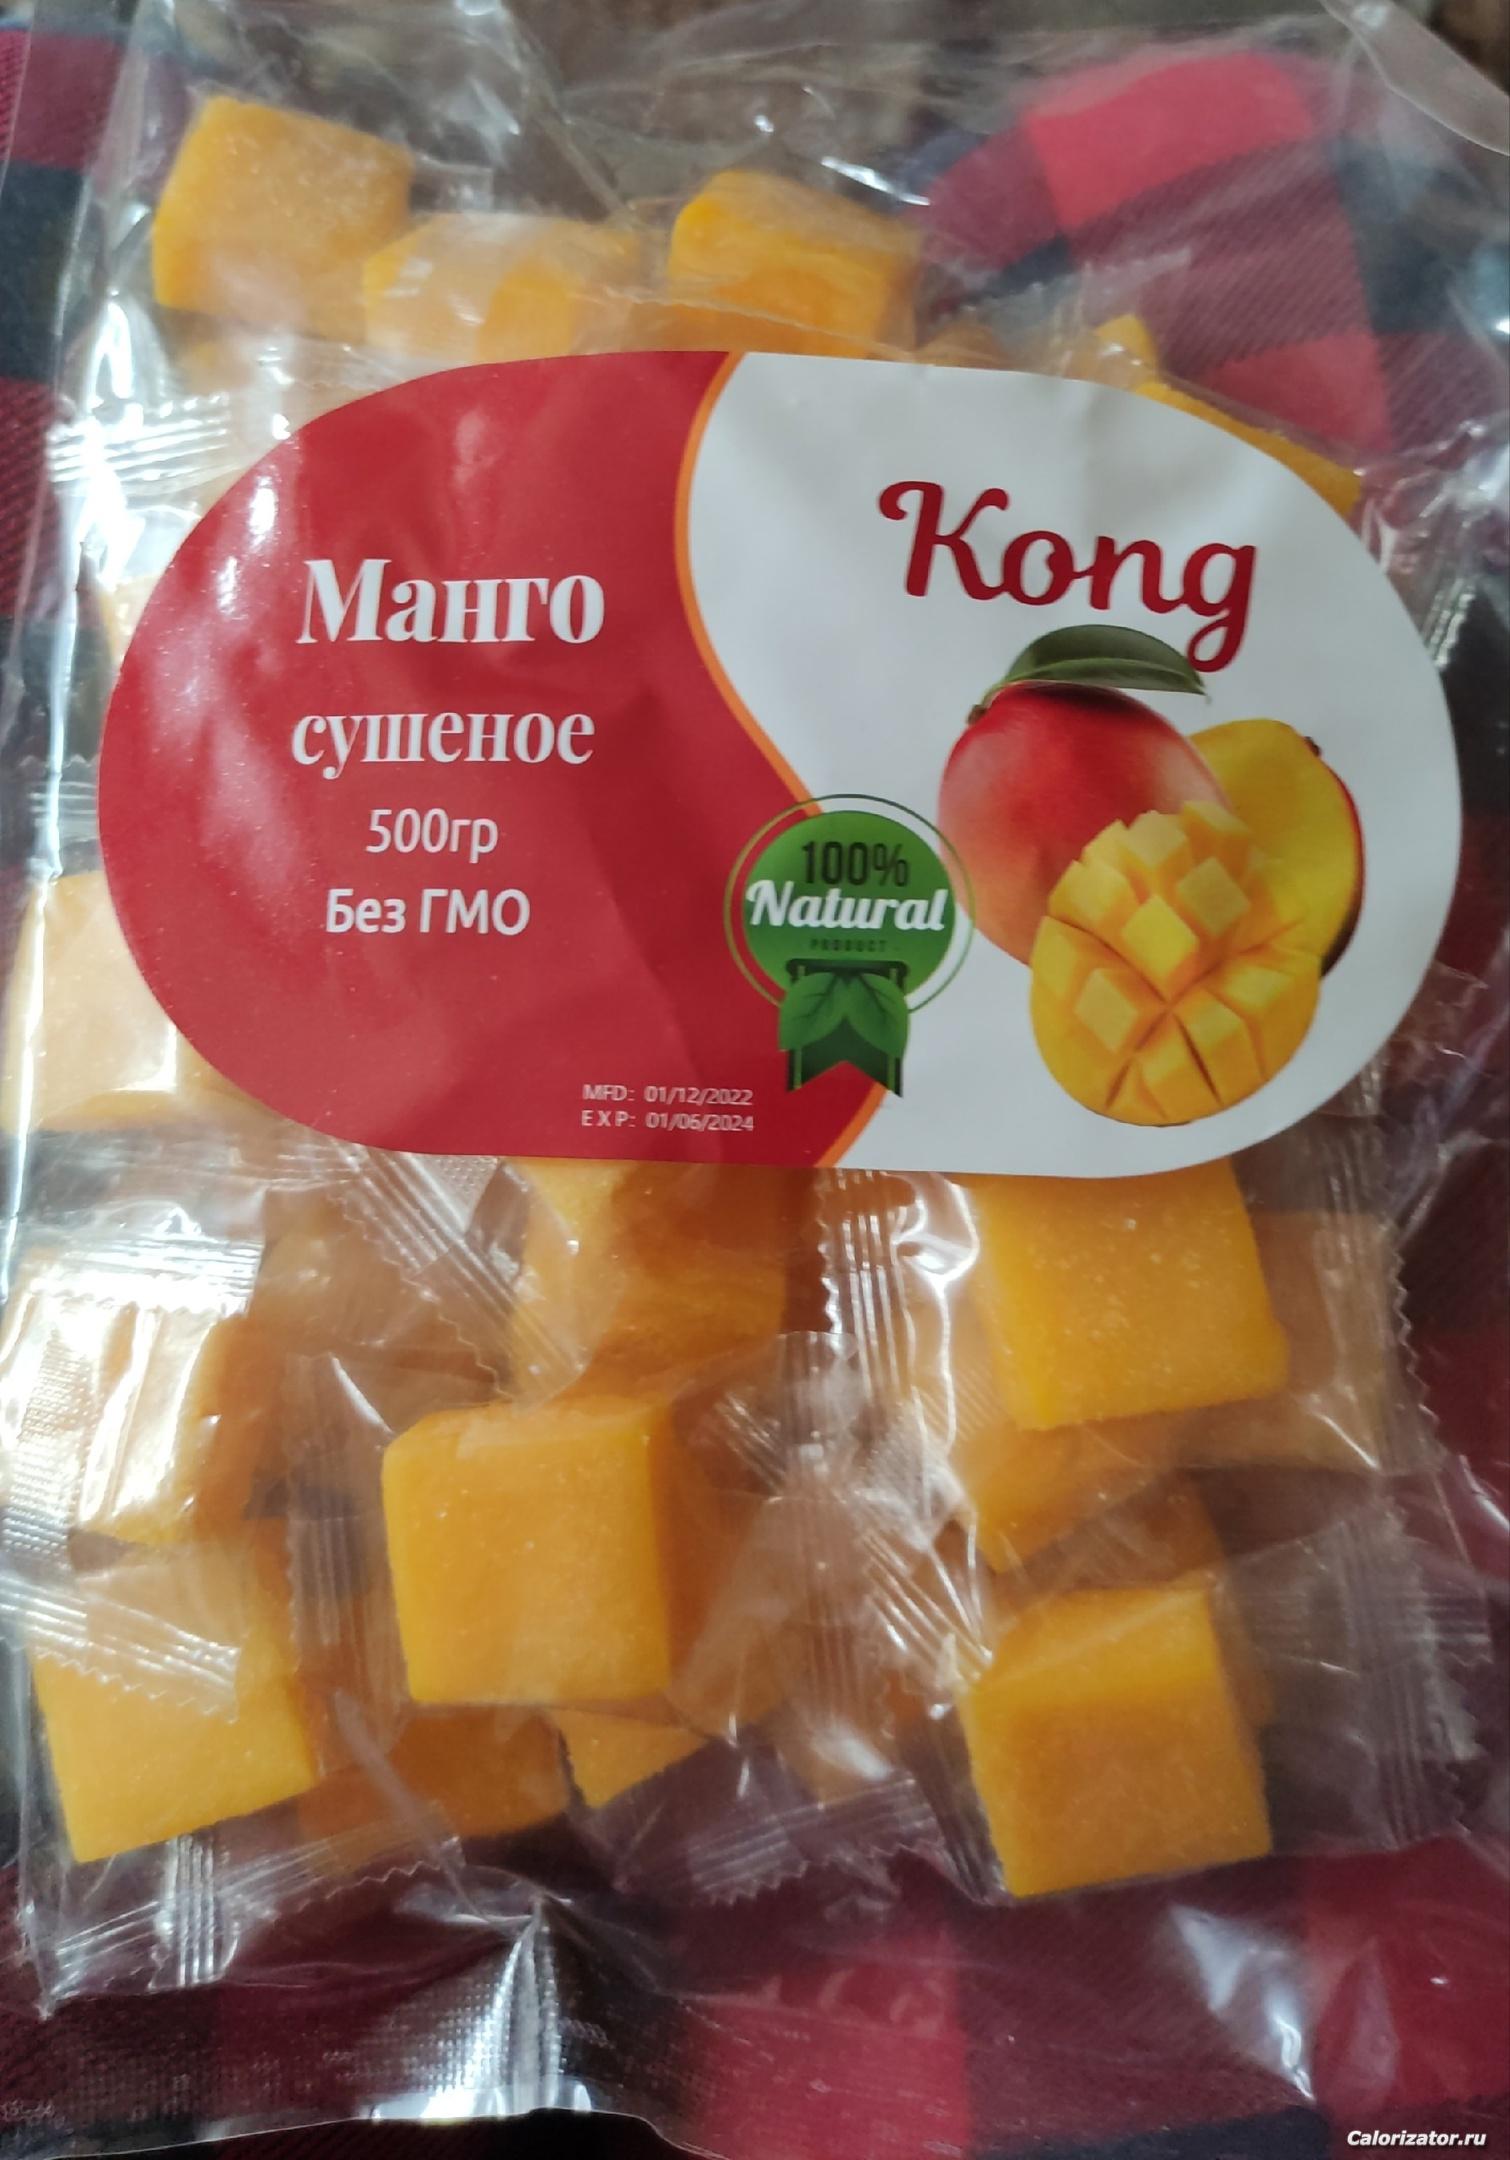 Kong
Манго
сушеное
500гр
Без ГМО
100%
Natural
PRODUCT
MFD: 01/12/2022
EXP: 01/06/2024
Calorizator.ru